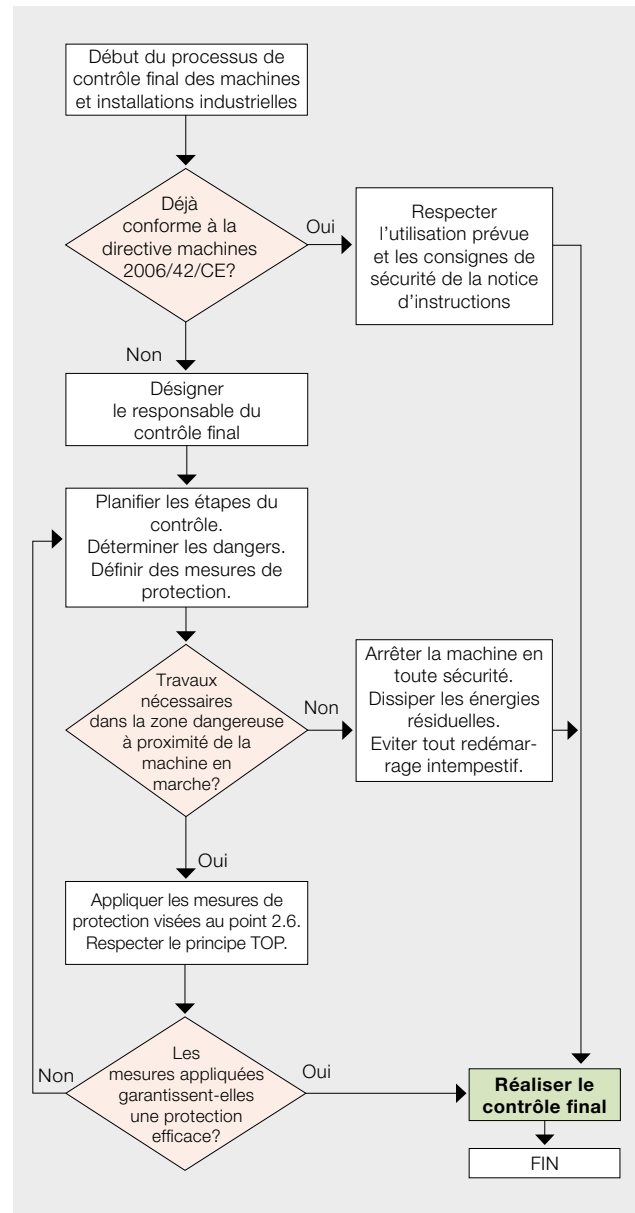 Début du processus de
contrôle final des machines
et installations industrielles
Déjà
conforme à la
directive machines
2006/42/CE?
Oui
Respecter
l'utilisation prévue
et les consignes de
sécurité de la notice
d'instructions
Non
Désigner
le responsable du
contrôle final
Planifier les étapes du
contrôle.
Déterminer les dangers.
Définir des mesures de
protection.
Travaux
nécessaires
dans la zone dangereuse
à proximité de la
machine en
marche?
Non
Arrêter la machine en
toute sécurité.
Dissiper les énergies
résiduelles.
Eviter tout redémar-
rage intempestif.
Oui
Appliquer les mesures de
protection visées au point 2.6.
Respecter le principe TOP.
Les
mesures appliquées
garantissent-elles
une protection
efficace?
Non
Oui
Réaliser le
contrôle final
FIN